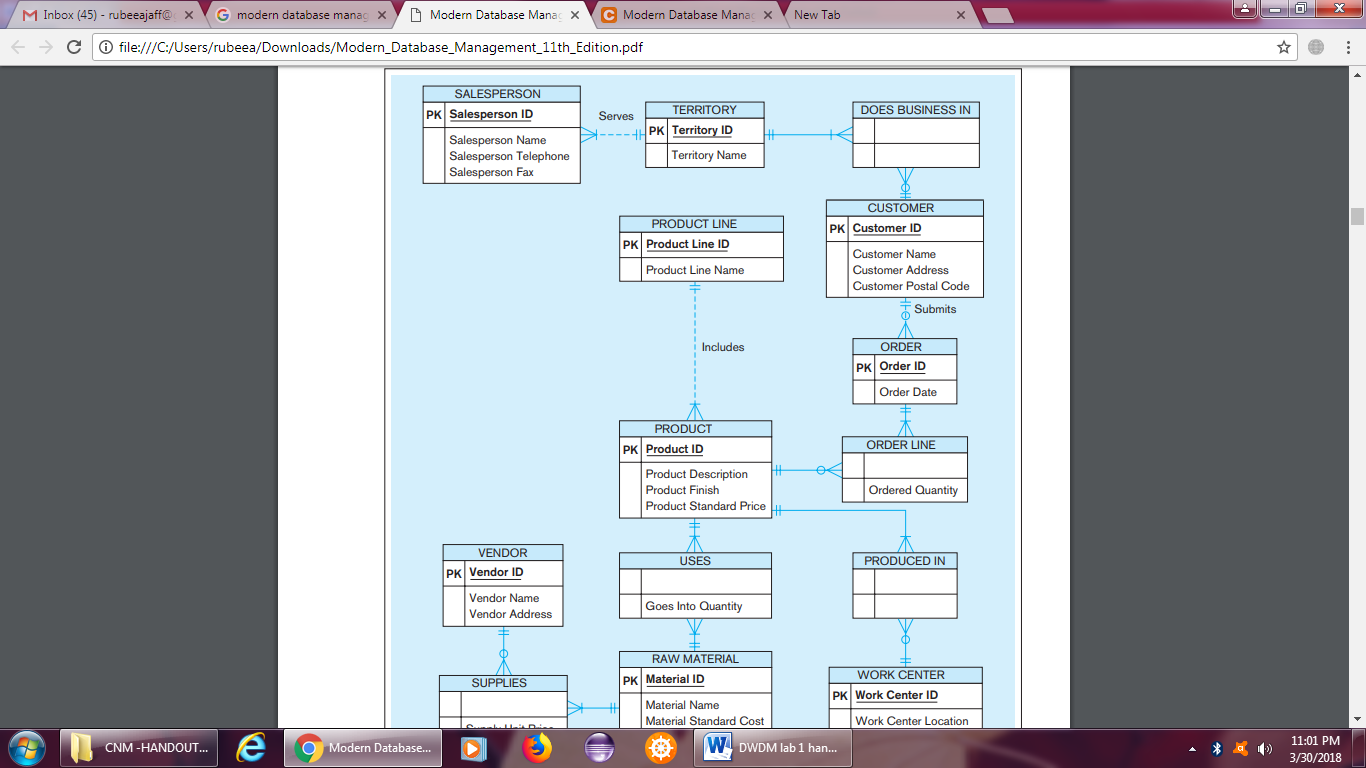 Inbox (45) - rubeeajaff@
modern database manag
Modern Database Manag
Modern Database Manag
New Tab
file:///C:/Users/rubeea/Downloads/Modern_Database_Management_11th_Edition.pdf
SALESPERSON
PK Salesperson ID
Salesperson Name
Salesperson Telephone
Salesperson Fax
Serves
TERRITORY
PK Territory ID
Territory Name
DOES BUSINESS IN
PRODUCT LINE
PK Product Line ID
Product Line Name
CUSTOMER
PK Customer ID
Customer Name
Customer Address
Customer Postal Code
Submits
Includes
ORDER
PK Order ID
Order Date
PRODUCT
PK Product ID
Product Description
Product Finish
Product Standard Price
ORDER LINE
Ordered Quantity
VENDOR
PK Vendor ID
Vendor Name
Vendor Address
USES
Goes Into Quantity
PRODUCED IN
SUPPLIES
Supply Unit Price
RAW MATERIAL
PK Material ID
Material Name
Material Standard Cost
WORK CENTER
PK Work Center ID
Work Center Location
CNM -HANDOUT...
Modern Database...
DWDM lab 1 han...
11:01 PM
3/30/2018